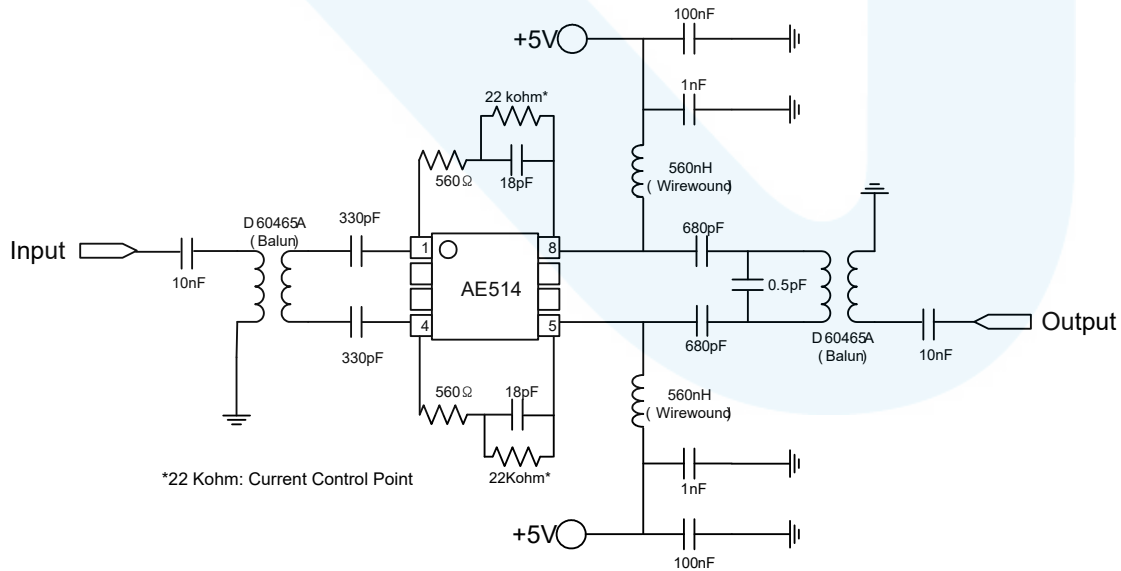 100nF
+5V
1nF
22 kohm*
560Ω
18pF
560nH
( Wirewound)
D60465A
(Balun)
330pF
680pF
Input
10nF
1
8
AE514
0.5pF
4
5
Output
330pF
680pF
D60465A
(Balun)
10nF
560Ω
18pF
560nH
( Wirewound)
22Kohm*
*22 Kohm: Current Control Point
1nF
+5V
100nF